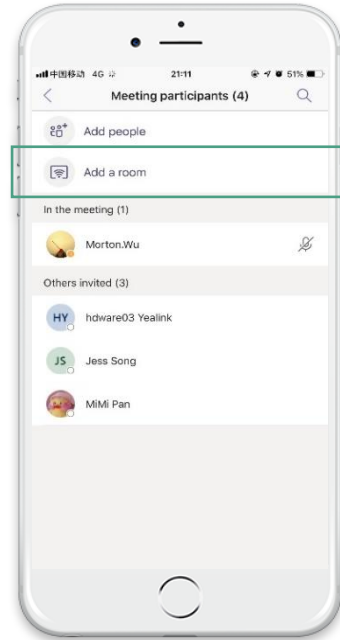 中国移动 4G 21:11 51%
Meeting participants (4)
Add people
Add a room
In the meeting (1)
Morton.Wu
Others invited (3)
HY hdware03 Yealink
JS Jess Song
MiMi Pan